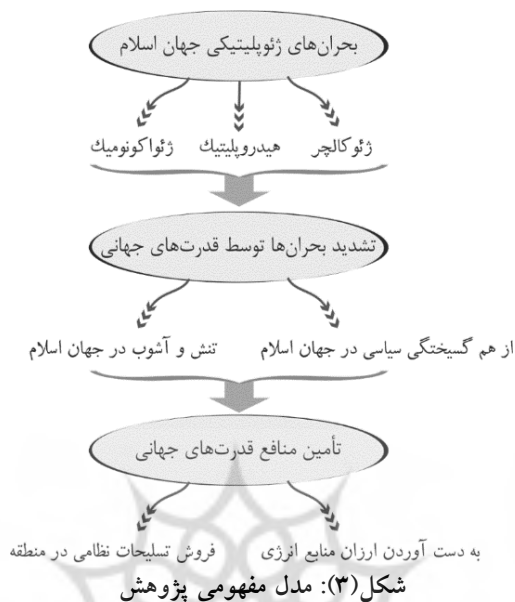 بحران‌های ژئوپلیتیکی جهان اسلام
ژئوکالچر هیدروپلیتیك ژئواکونومیك
تشدید بحران‌ها توسط قدرت‌های جهانی
از هم گسیختگی سیاسی در جهان اسلام تنش و آشوب در جهان اسلام
تأمین منافع قدرت‌های جهانی
به دست آوردن ارزان منابع انرژی فروش تسلیحات نظامی در منطقه
شکل(۳): مدل مفهومی پژوهش